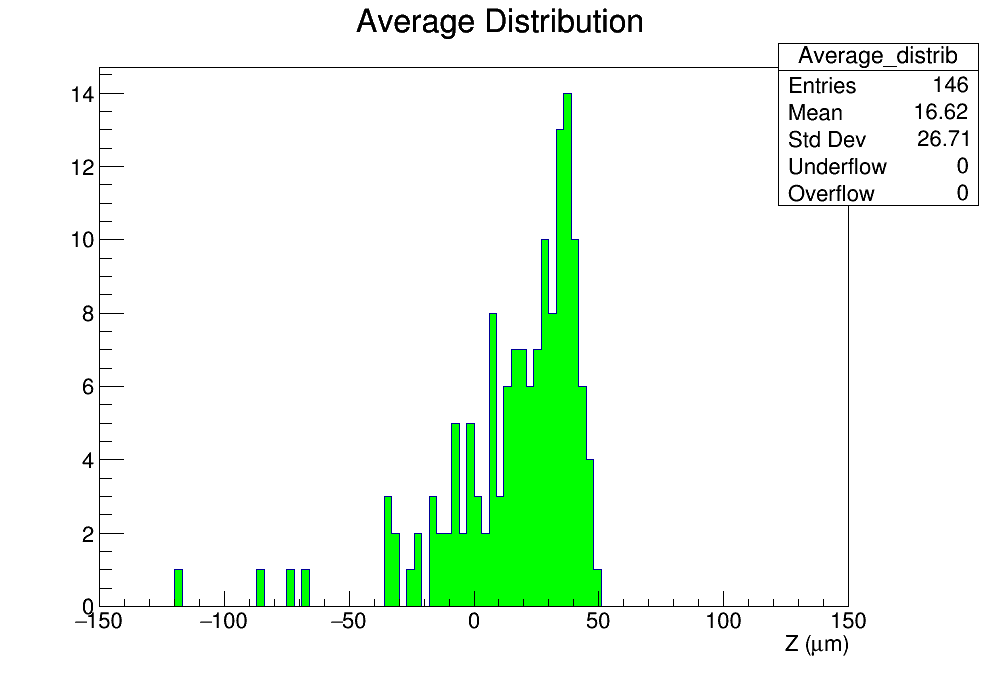 Average Distribution
Average_distrib
Entries 146
Mean 16.62
Std Dev 26.71
Underflow 0
Overflow 0
14
12
10
8
6
4
2
0
−150 −100 −50 0 50 100 150
Z (μm)